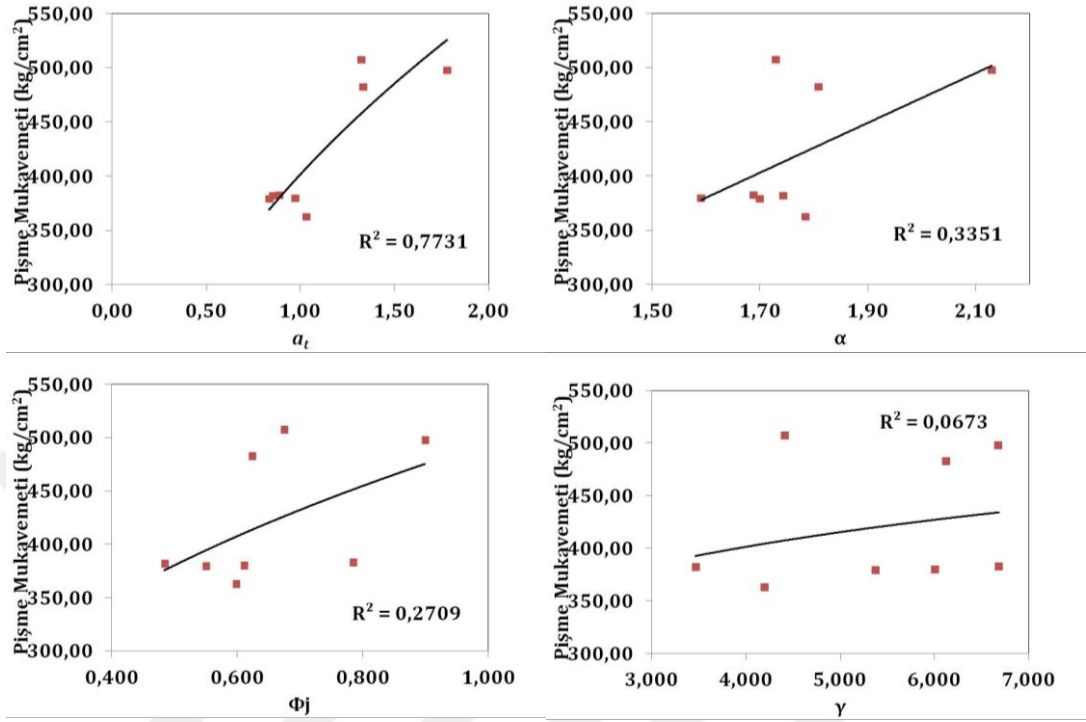 Pişme Mukavemeti (kg/cm²)
550,00
500,00
450,00
400,00
350,00
300,00
R² = 0,7731
0,00 0,50 1,00 1,50 2,00
aₜ
Pişme Mukavemeti (kg/cm²)
550,00
500,00
450,00
400,00
350,00
300,00
R² = 0,3351
1,50 1,70 1,90 2,10
α
Pişme Mukavemeti (kg/cm²)
550,00
500,00
450,00
400,00
350,00
300,00
R² = 0,2709
0,400 0,600 0,800 1,000
Φj
Pişme Mukavemeti (kg/cm²)
550,00
500,00
450,00
400,00
350,00
300,00
R² = 0,0673
3,000 4,000 5,000 6,000 7,000
γ